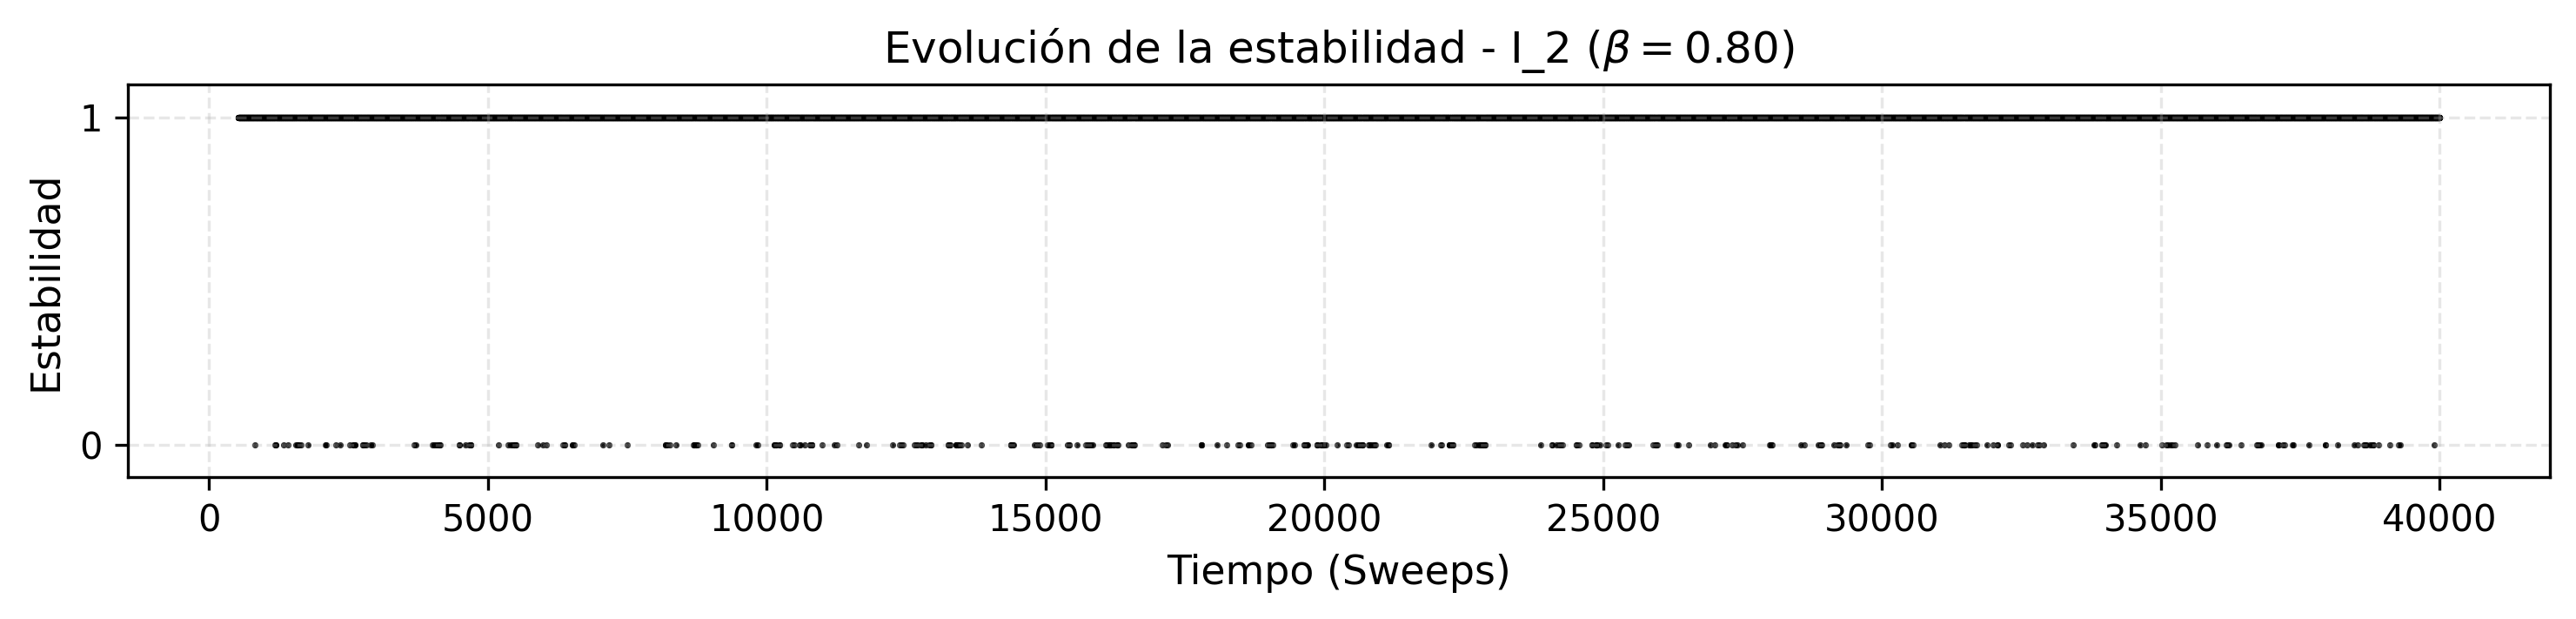 Evolución de la estabilidad - I_2 (β = 0.80)
1
Estabilidad
0
0 5000 10000 15000 20000 25000 30000 35000 40000
Tiempo (Sweeps)